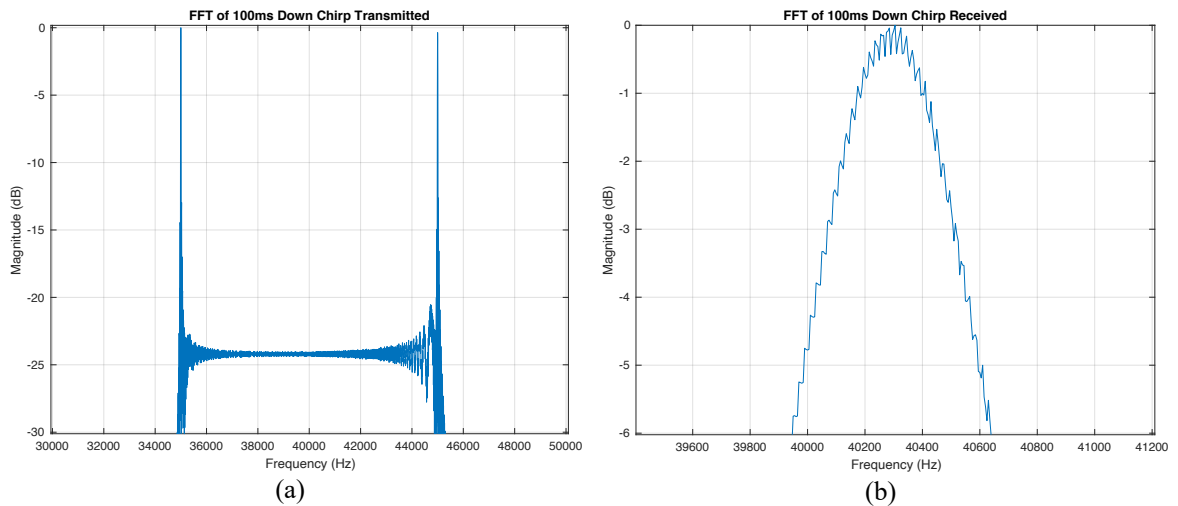 FFT of 100ms Down Chirp Transmitted
0
-5
-10
-15
-20
-25
-30
30000 32000 34000 36000 38000 40000 42000 44000 46000 48000 50000
Frequency (Hz)
Magnitude (dB)
(a)
FFT of 100ms Down Chirp Received
0
-1
-2
-3
-4
-5
-6
39600 39800 40000 40200 40400 40600 40800 41000 41200
Frequency (Hz)
Magnitude (dB)
(b)